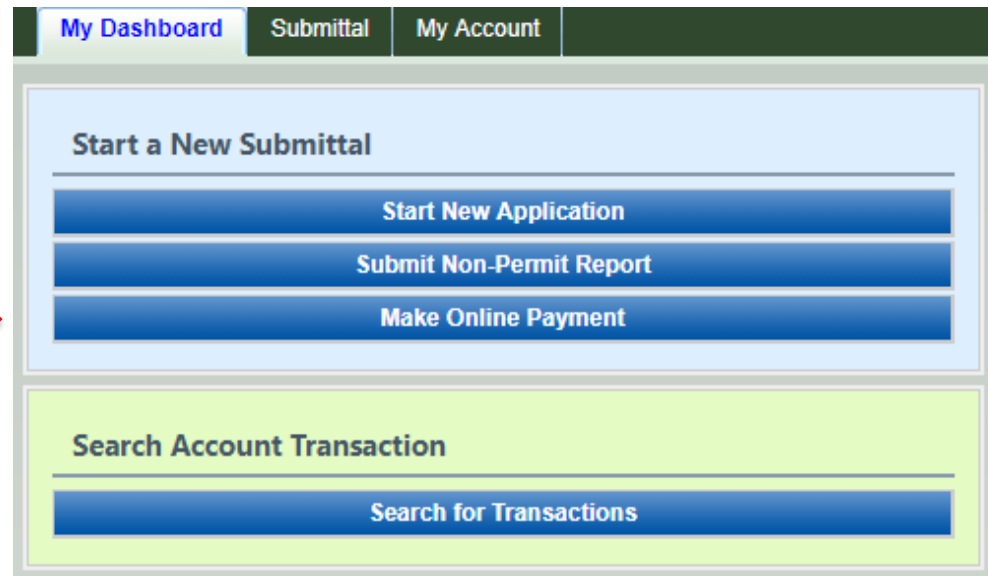 My Dashboard Submittal My Account
Start a New Submittal
Start New Application
Submit Non-Permit Report
Make Online Payment
Search Account Transaction
Search for Transactions